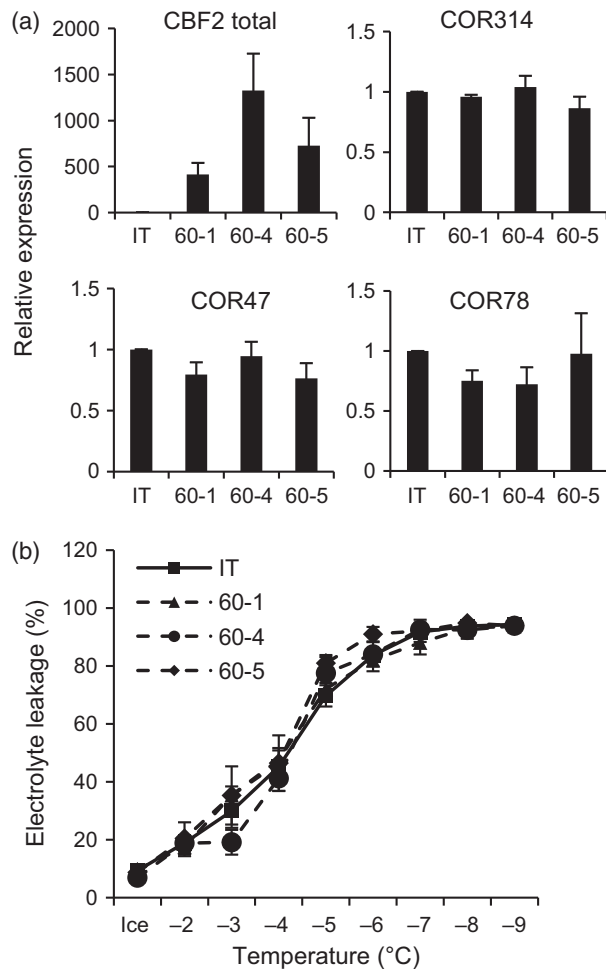 (a)
CBF2 total
2000
1500
1000
500
0
IT 60-1 60-4 60-5
COR314
1.5
1
0.5
0
IT 60-1 60-4 60-5
Relative expression
COR47
1.5
1
0.5
0
IT 60-1 60-4 60-5
COR78
1.5
1
0.5
0
IT 60-1 60-4 60-5
(b)
120
100
80
60
40
20
0
Electrolyte leakage (%)
IT
60-1
60-4
60-5
Ice –2 –3 –4 –5 –6 –7 –8 –9
Temperature (°C)